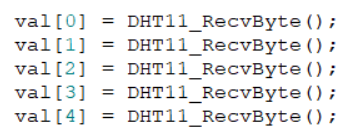 val[0] = DHT11_RecvByte();
val[1] = DHT11_RecvByte();
val[2] = DHT11_RecvByte();
val[3] = DHT11_RecvByte();
val[4] = DHT11_RecvByte();